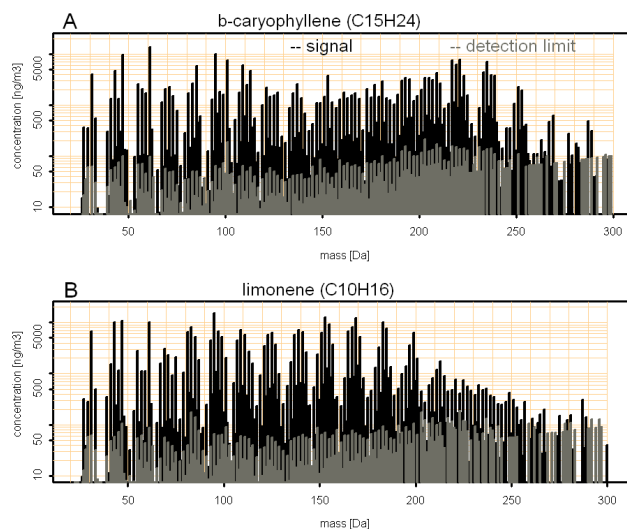 A
b-caryophyllene (C15H24)
-- signal
-- detection limit
concentration [ng/m3]
5000
500
50
10
50
100
150
200
250
300
mass [Da]
B
limonene (C10H16)
concentration [ng/m3]
5000
500
50
10
50
100
150
200
250
300
mass [Da]